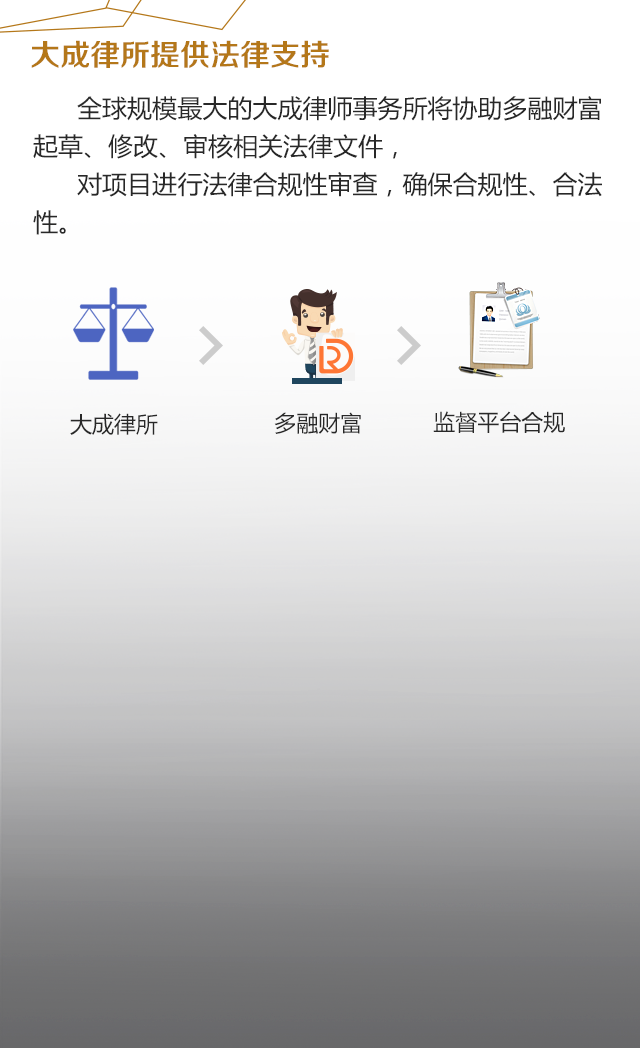 大成律所提供法律支持
全球规模最大的大成律师事务所将协助多融财富
起草、修改、审核相关法律文件，
对项目进行法律合规性审查，确保合规性、合法
性。
大成律所
多融财富
监督平台合规